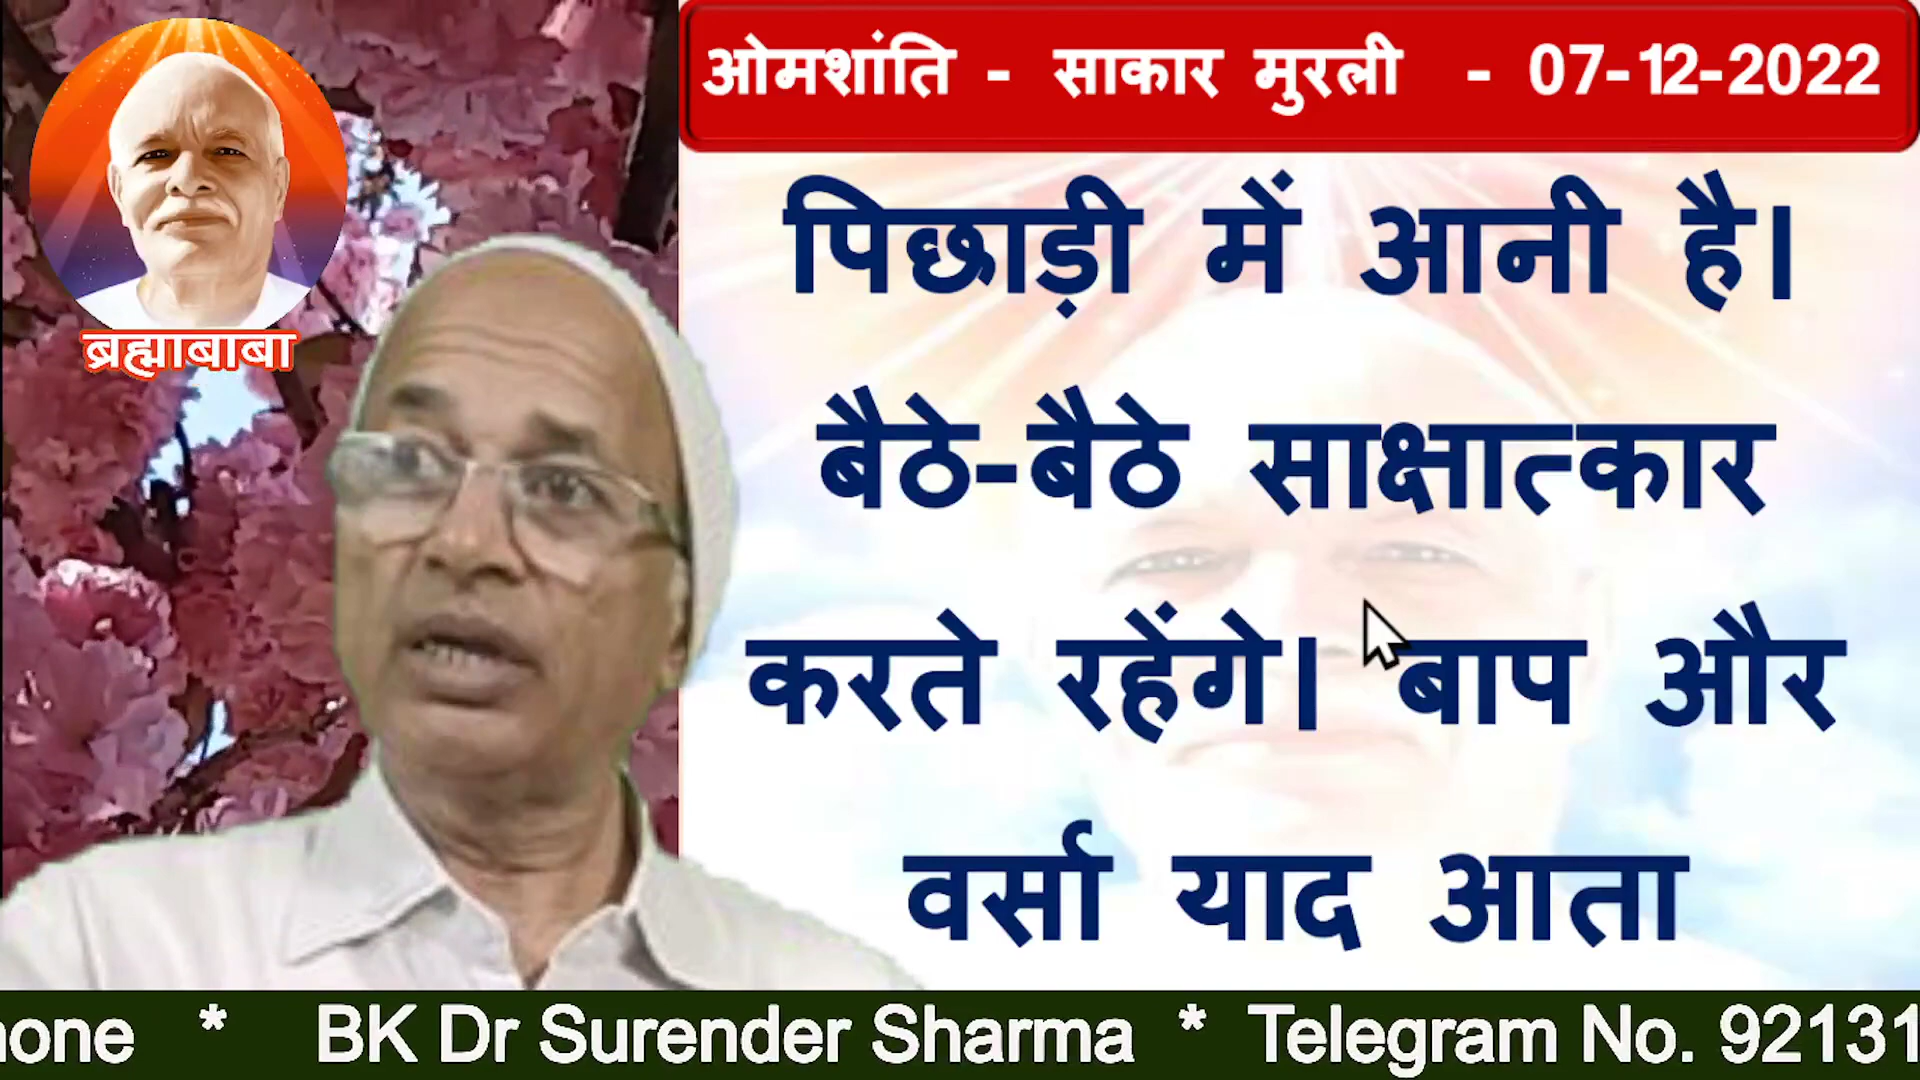 ओमशांति - साकार मुरली - 07-12-2022
ब्रह्माबाबा
पिछाड़ी में आनी है।
बैठे-बैठे साक्षात्कार
करते रहेंगे। बाप और
वर्सा याद आता
* BK Dr Surender Sharma * Telegram No. 92131